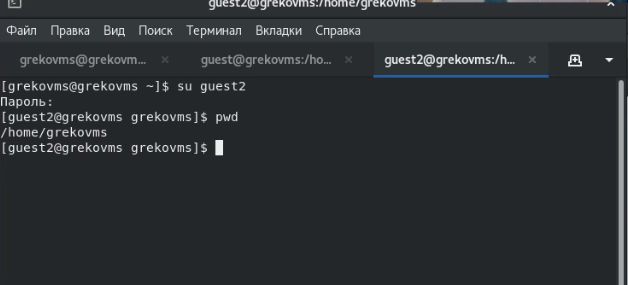 guest2@grekovms:/home/grekovms
Файл Правка Вид Поиск Терминал Вкладки Справка
grekovms@grekovm... × guest@grekovms:/ho... × guest2@grekovms:/h... ×
[grekovms@grekovms ~]$ su guest2
Пароль:
[guest2@grekovms grekovms]$ pwd
/home/grekovms
[guest2@grekovms grekovms]$